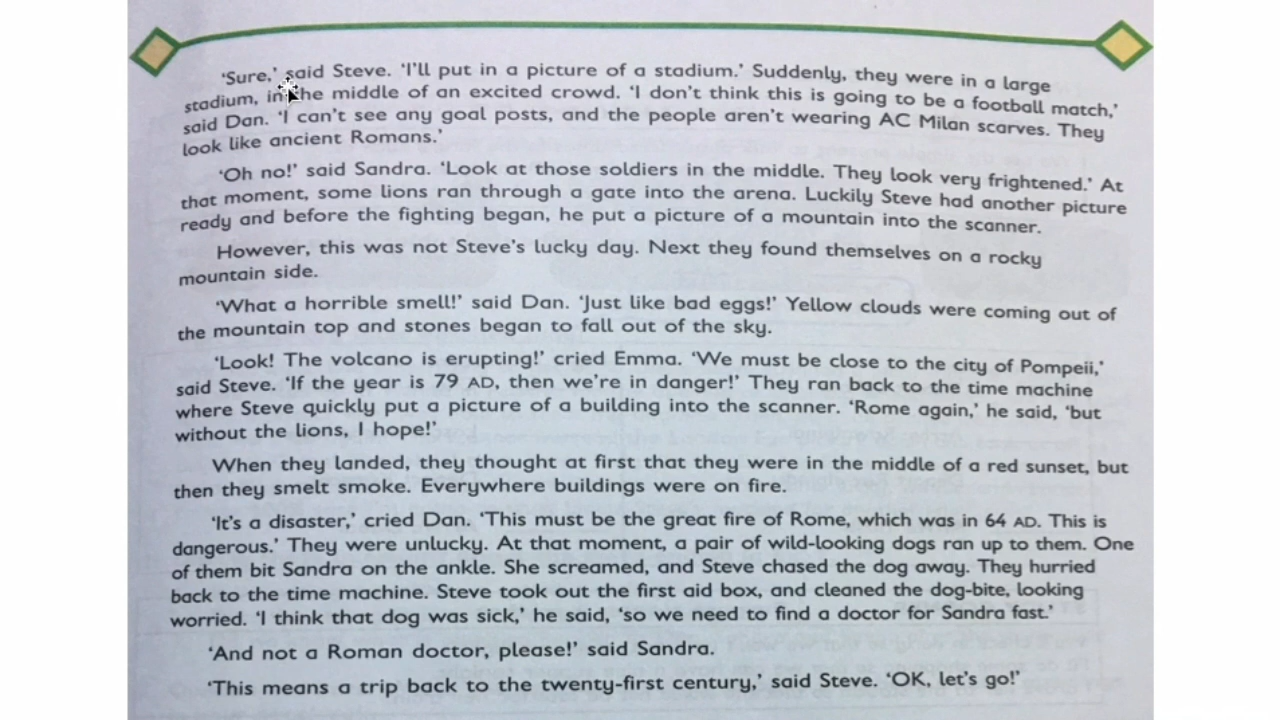 ‘Sure,’ said Steve. ‘I’ll put in a picture of a stadium.’ Suddenly, they were in a large
stadium, in the middle of an excited crowd. ‘I don’t think this is going to be a football match,’
said Dan. ‘I can’t see any goal posts, and the people aren’t wearing AC Milan scarves. They
look like ancient Romans.’
‘Oh no!’ said Sandra. ‘Look at those soldiers in the middle. They look very frightened.’ At
that moment, some lions ran through a gate into the arena. Luckily Steve had another picture
ready and before the fighting began, he put a picture of a mountain into the scanner.
However, this was not Steve’s lucky day. Next they found themselves on a rocky
mountain side.
‘What a horrible smell!’ said Dan. ‘Just like bad eggs!’ Yellow clouds were coming out of
the mountain top and stones began to fall out of the sky.
‘Look! The volcano is erupting!’ cried Emma. ‘We must be close to the city of Pompeii,’
said Steve. ‘If the year is 79 AD, then we’re in danger!’ They ran back to the time machine
where Steve quickly put a picture of a building into the scanner. ‘Rome again,’ he said, ‘but
without the lions, I hope!’
When they landed, they thought at first that they were in the middle of a red sunset, but
then they smelt smoke. Everywhere buildings were on fire.
‘It’s a disaster,’ cried Dan. ‘This must be the great fire of Rome, which was in 64 AD. This is
dangerous.’ They were unlucky. At that moment, a pair of wild-looking dogs ran up to them. One
of them bit Sandra on the ankle. She screamed, and Steve chased the dog away. They hurried
back to the time machine. Steve took out the first aid box, and cleaned the dog-bite, looking
worried. ‘I think that dog was sick,’ he said, ‘so we need to find a doctor for Sandra fast.’
‘And not a Roman doctor, please!’ said Sandra.
‘This means a trip back to the twenty-first century,’ said Steve. ‘OK, let’s go!’